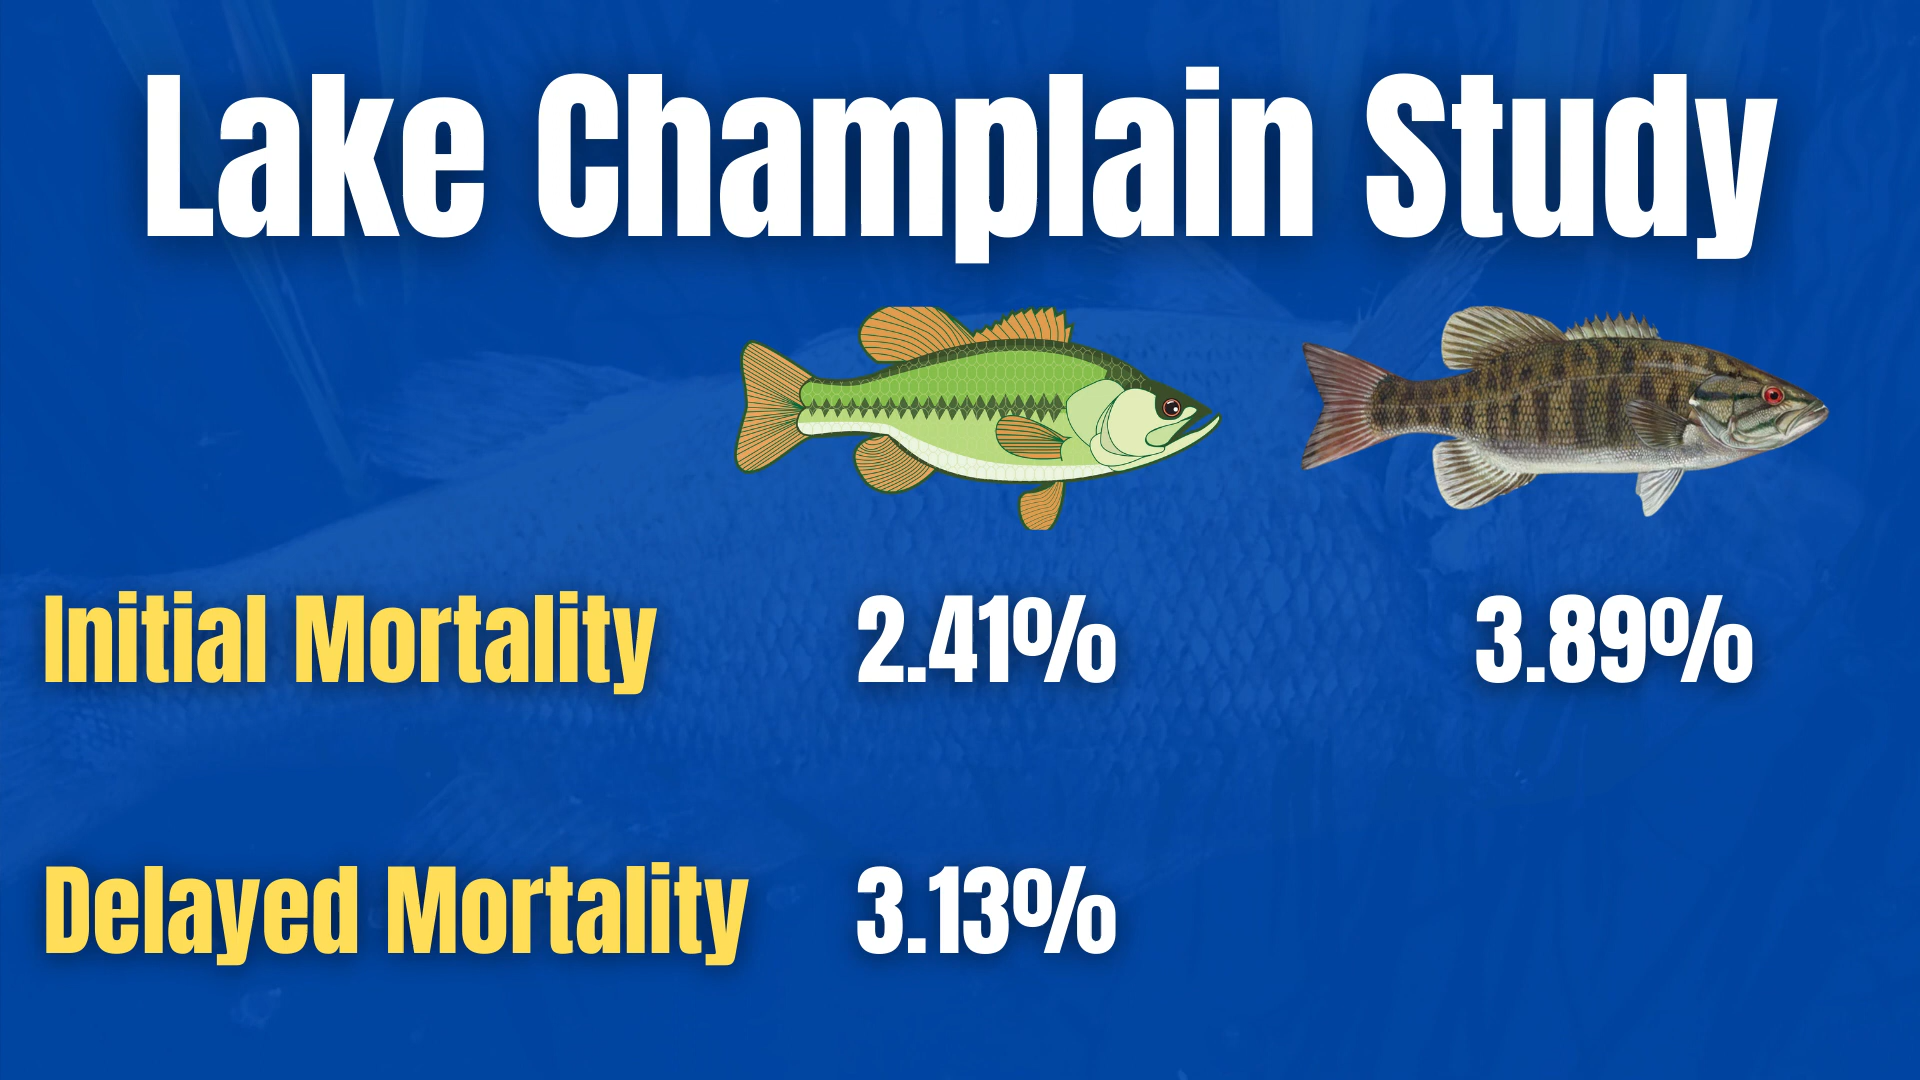 Lake Champlain Study
Initial Mortality 2.41% 3.89%
Delayed Mortality 3.13%